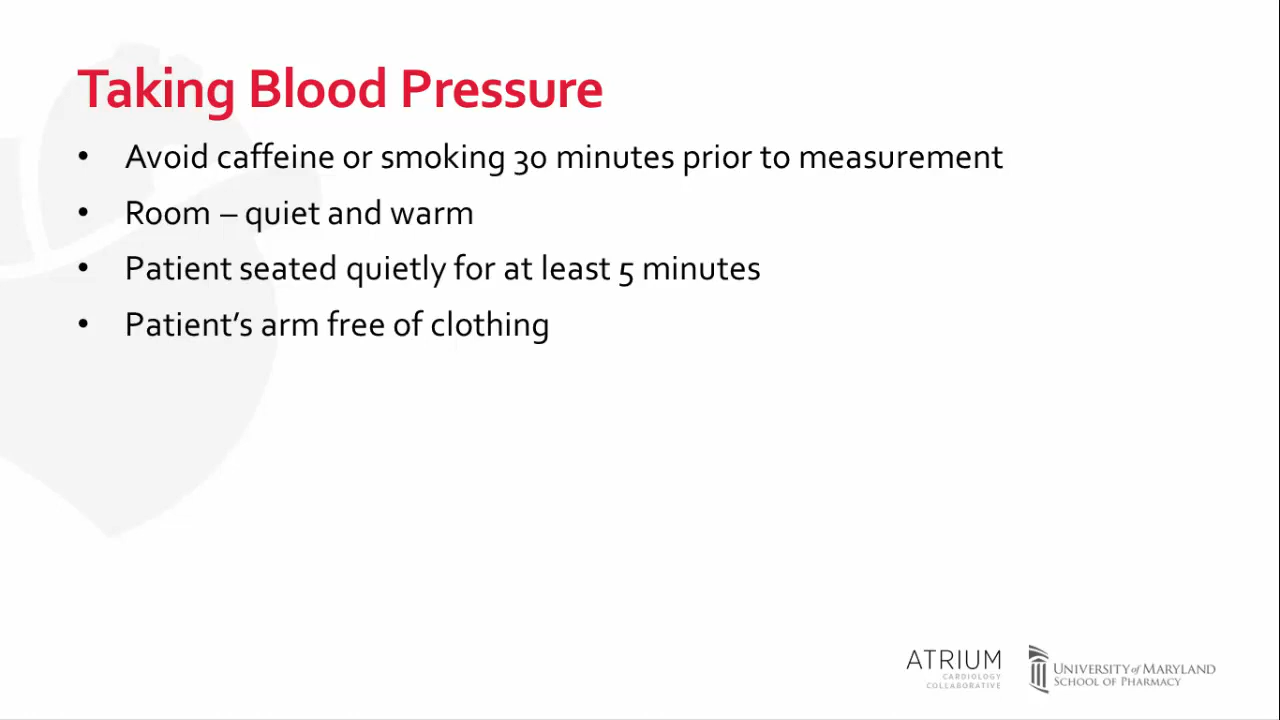 Taking Blood Pressure
• Avoid caffeine or smoking 30 minutes prior to measurement
• Room – quiet and warm
• Patient seated quietly for at least 5 minutes
• Patient’s arm free of clothing
ATRIUM
CARDIOLOGY
COLLABORATIVE
UNIVERSITY of MARYLAND
SCHOOL OF PHARMACY